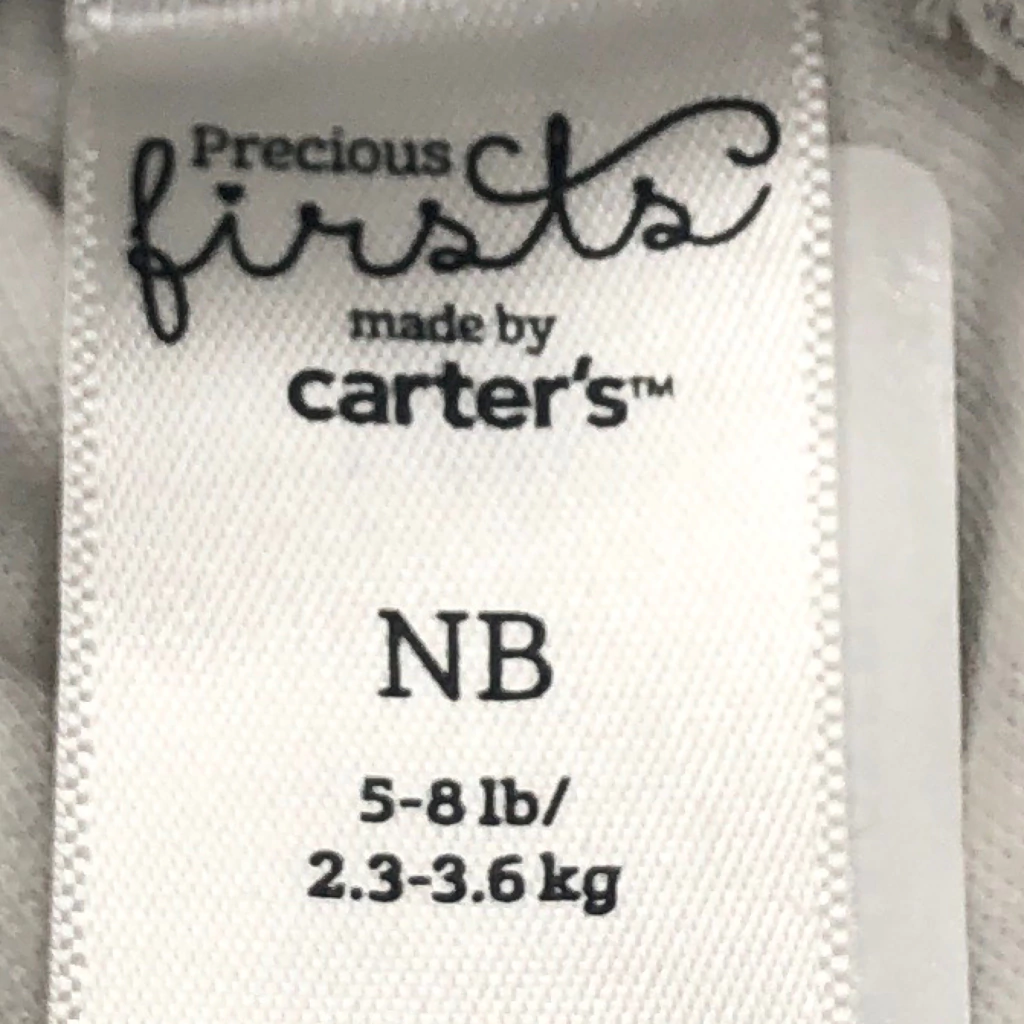 Precious
firsts
made by
carter's™
NB
5-8 lb/
2.3-3.6 kg